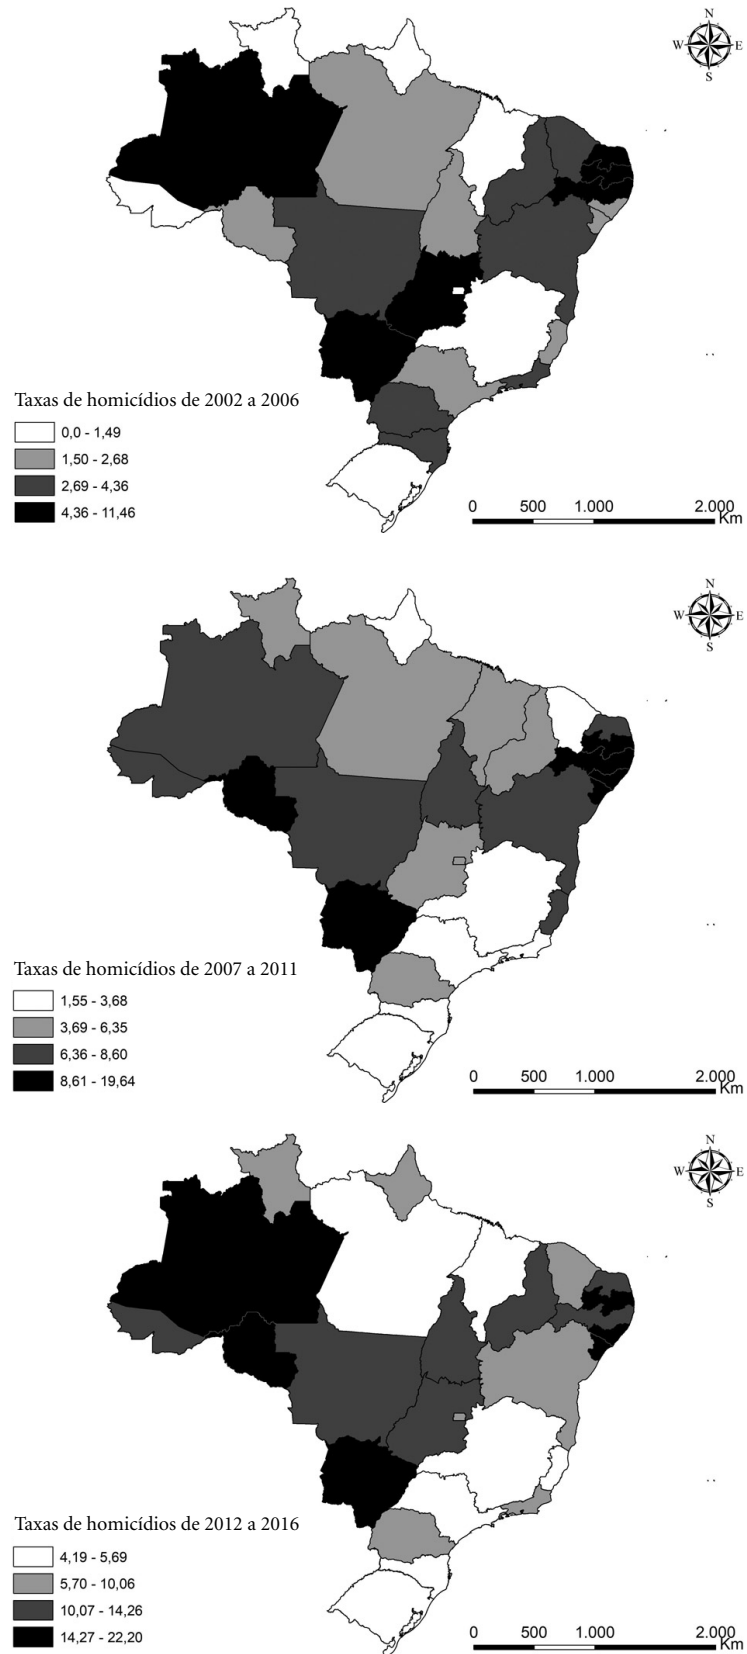 N
W E
S
Taxas de homicídios de 2002 a 2006
0,0 - 1,49
1,50 - 2,68
2,69 - 4,36
4,36 - 11,46
0 500 1.000 2.000
Km
N
W E
S
Taxas de homicídios de 2007 a 2011
1,55 - 3,68
3,69 - 6,35
6,36 - 8,60
8,61 - 19,64
0 500 1.000 2.000
Km
N
W E
S
Taxas de homicídios de 2012 a 2016
4,19 - 5,69
5,70 - 10,06
10,07 - 14,26
14,27 - 22,20
0 500 1.000 2.000
Km